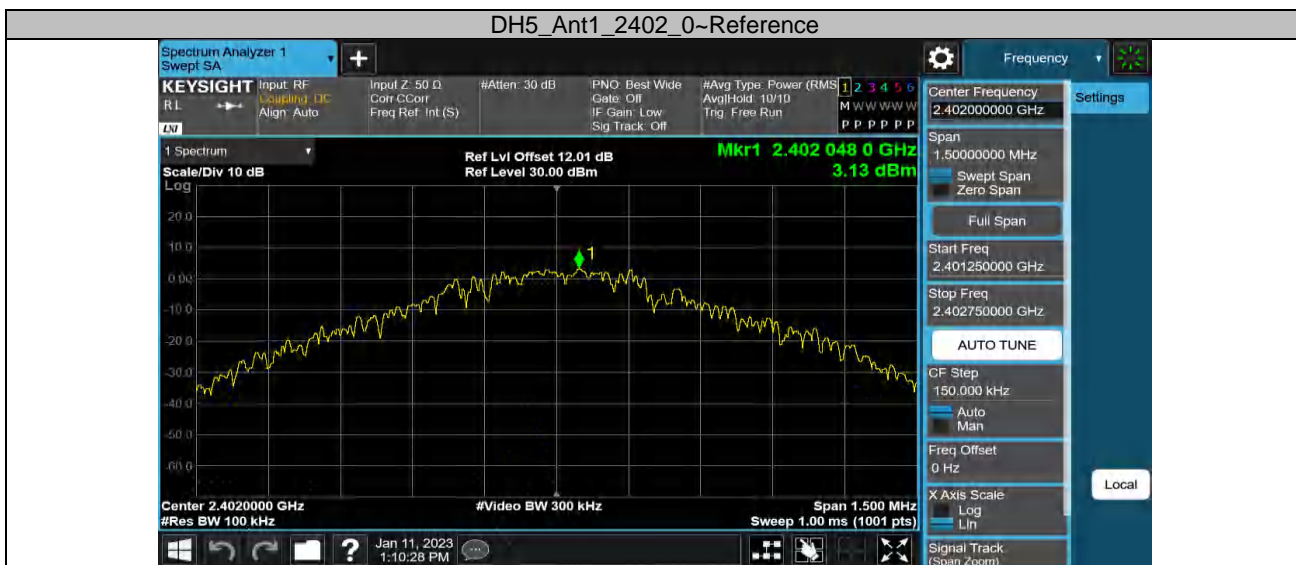 DH5_Ant1_2402_0~Reference
Spectrum Analyzer 1
Swept SA
+
Frequency
KEYSIGHT
RL
LNI
Input: RF
Coupling: DC
Align: Auto
Input Z: 50 Ω
Corr CCorr
Freq Ref: Int (S)
#Atten: 30 dB
PNO: Best Wide
Gate: Off
IF Gain: Low
Sig Track: Off
#Avg Type: Power (RMS
Avg|Hold: 10/10
Trig: Free Run
1 2 3 4 5 6
M W W W W W
P P P P P P
1 Spectrum
Scale/Div 10 dB
Ref Lvl Offset 12.01 dB
Ref Level 30.00 dBm
Mkr1 2.402 048 0 GHz
3.13 dBm
Log
20.0
10.0
0.00
-10.0
-20.0
-30.0
-40.0
-50.0
-60.0
1
Center 2.4020000 GHz
#Res BW 100 kHz
#Video BW 300 kHz
Span 1.500 MHz
Sweep 1.00 ms (1001 pts)
Center Frequency
2.402000000 GHz
Settings
Span
1.50000000 MHz
Swept Span
Zero Span
Full Span
Start Freq
2.401250000 GHz
Stop Freq
2.402750000 GHz
AUTO TUNE
CF Step
150.000 kHz
Auto
Man
Freq Offset
0 Hz
X Axis Scale
Log
Lin
Signal Track
(Span Zoom)
Local
?
Jan 11, 2023
1:10:28 PM